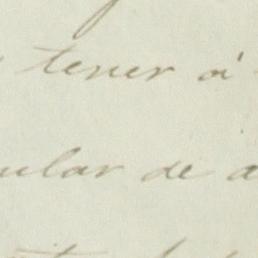 tener á
ular de a